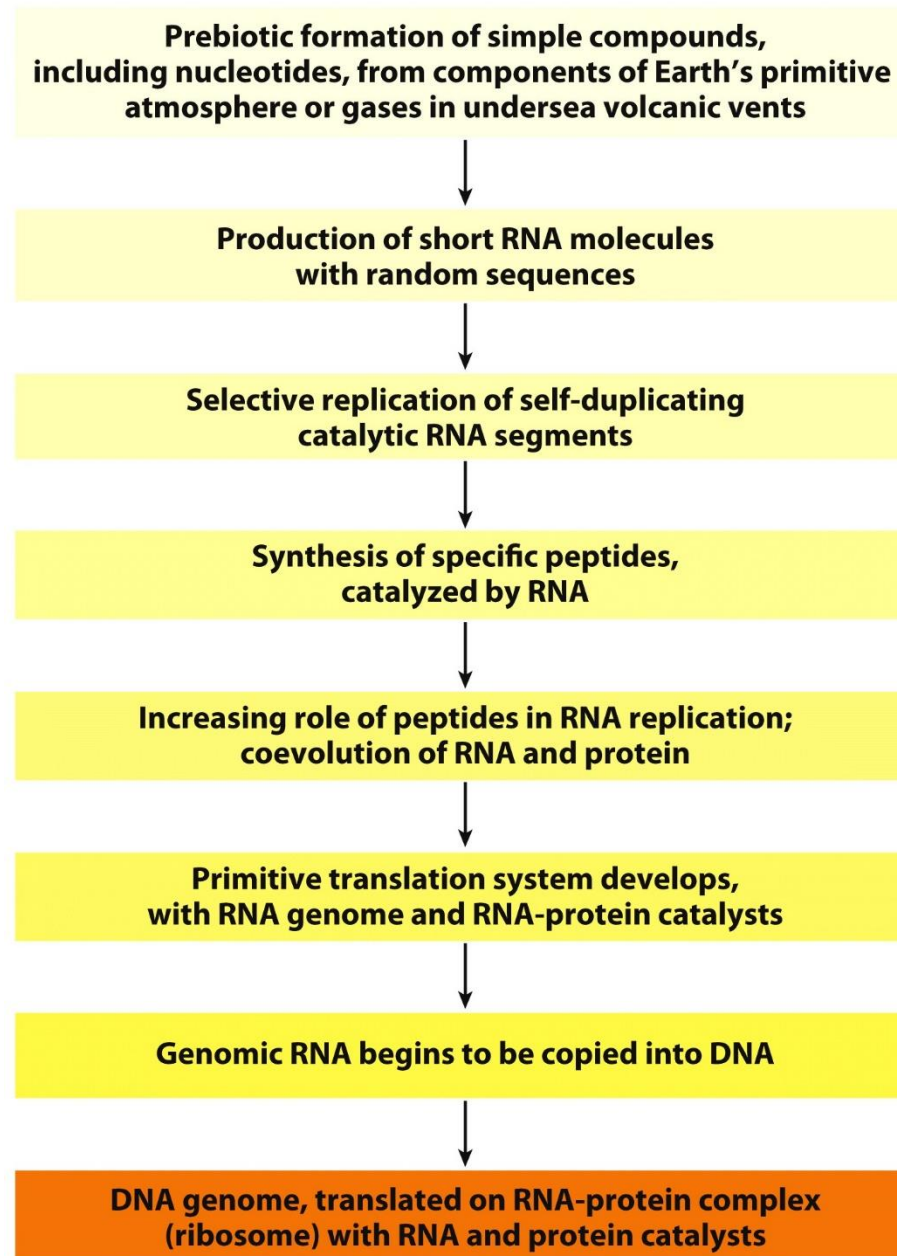 Prebiotic formation of simple compounds,
including nucleotides, from components of Earth’s primitive
atmosphere or gases in undersea volcanic vents
Production of short RNA molecules
with random sequences
Selective replication of self-duplicating
catalytic RNA segments
Synthesis of specific peptides,
catalyzed by RNA
Increasing role of peptides in RNA replication;
coevolution of RNA and protein
Primitive translation system develops,
with RNA genome and RNA-protein catalysts
Genomic RNA begins to be copied into DNA
DNA genome, translated on RNA-protein complex
(ribosome) with RNA and protein catalysts